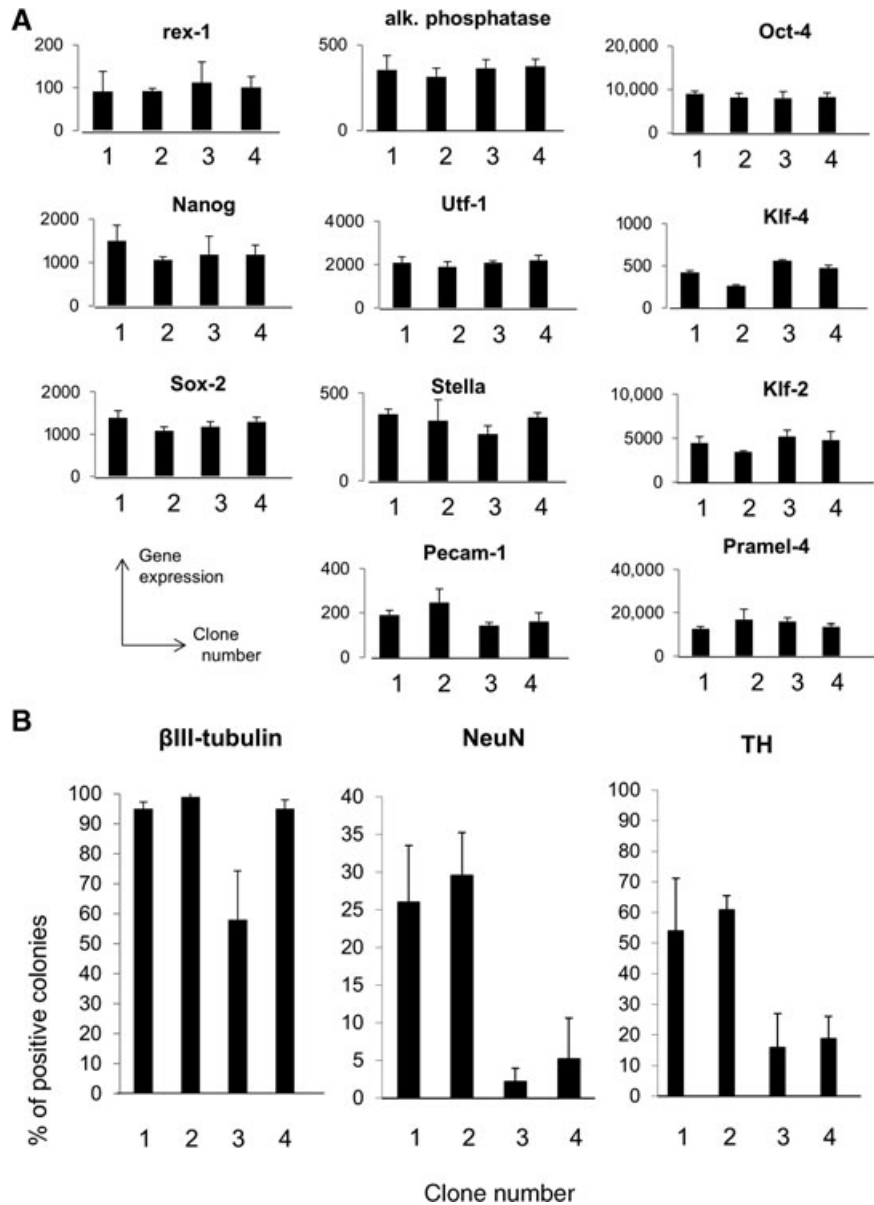 A
rex-1
200
100
0
1 2 3 4
alk. phosphatase
500
0
1 2 3 4
Oct-4
20,000
10,000
0
1 2 3 4
Nanog
2000
1000
0
1 2 3 4
Utf-1
4000
2000
0
1 2 3 4
Klf-4
1000
500
0
1 2 3 4
Sox-2
2000
1000
0
1 2 3 4
Stella
500
0
1 2 3 4
Klf-2
10,000
5000
0
1 2 3 4
Gene
expression
Clone
number
Pecam-1
400
200
0
1 2 3 4
Pramel-4
40,000
20,000
0
1 2 3 4
B
% of positive colonies
βIII-tubulin
100
90
80
70
60
50
40
30
20
10
0
1 2 3 4
NeuN
40
35
30
25
20
15
10
5
0
1 2 3 4
TH
100
90
80
70
60
50
40
30
20
10
0
1 2 3 4
Clone number